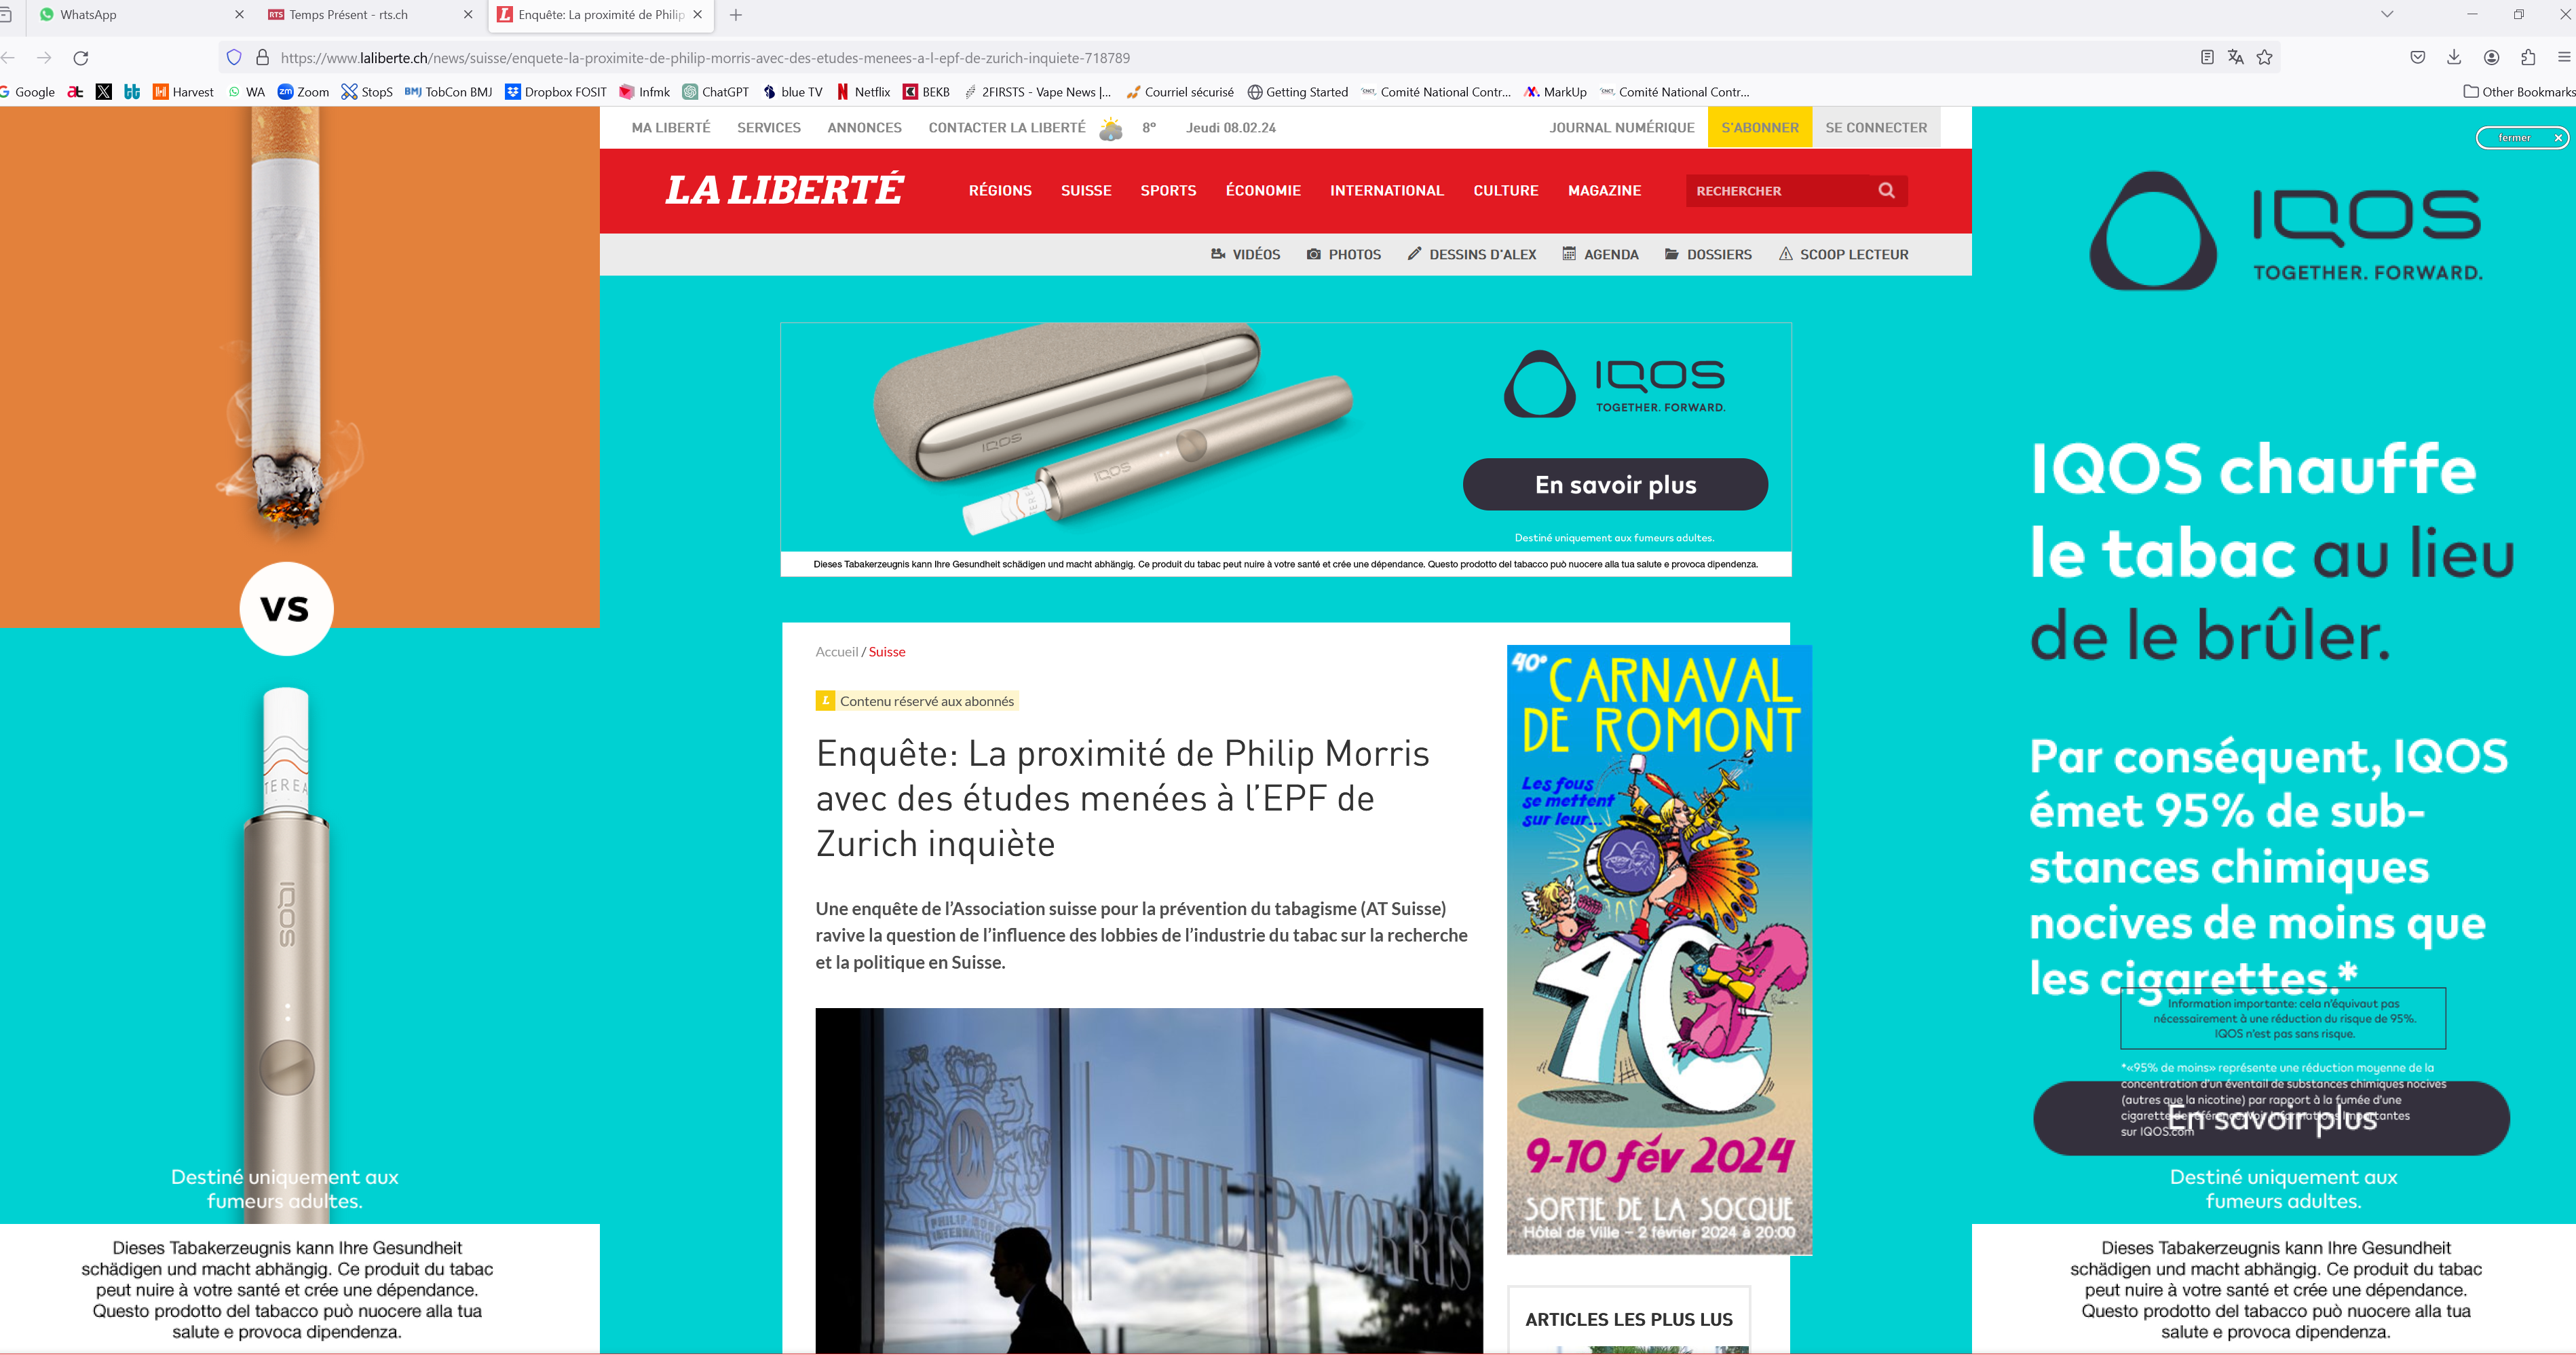 WhatsApp
Temps Présent - rts.ch
Enquête: La proximité de Philip
https://www.laliberte.ch/news/suisse/enquete-la-proximite-de-philip-morris-avec-des-etudes-menees-a-l-epf-de-zurich-inquiete-718789
Google
Harvest
WA
Zoom
StopS
BMJ TobCon BMJ
Dropbox FOSIT
Infmk
ChatGPT
blue TV
Netflix
BEKB
2FIRSTS - Vape News |...
Courriel sécurisé
Getting Started
Comité National Contr...
MarkUp
Comité National Contr...
Other Bookmarks
MA LIBERTÉ
SERVICES
ANNONCES
CONTACTER LA LIBERTÉ
8°
Jeudi 08.02.24
JOURNAL NUMÉRIQUE
S'ABONNER
SE CONNECTER
LA LIBERTÉ
RÉGIONS
SUISSE
SPORTS
ÉCONOMIE
INTERNATIONAL
CULTURE
MAGAZINE
RECHERCHER
VIDÉOS
PHOTOS
DESSINS D'ALEX
AGENDA
DOSSIERS
SCOOP LECTEUR
VS
TEREA
IQOS
Destiné uniquement aux
fumeurs adultes.
Dieses Tabakerzeugnis kann Ihre Gesundheit
schädigen und macht abhängig. Ce produit du tabac
peut nuire à votre santé et crée une dépendance.
Questo prodotto del tabacco può nuocere alla tua
salute e provoca dipendenza.
IQOS
IQOS
IQOS
TOGETHER. FORWARD.
En savoir plus
Destiné uniquement aux fumeurs adultes.
Dieses Tabakerzeugnis kann Ihre Gesundheit schädigen und macht abhängig. Ce produit du tabac peut nuire à votre santé et crée une dépendance. Questo prodotto del tabacco può nuocere alla tua salute e provoca dipendenza.
Accueil / Suisse
L Contenu réservé aux abonnés
Enquête: La proximité de Philip Morris
avec des études menées à l'EPF de
Zurich inquiète
Une enquête de l'Association suisse pour la prévention du tabagisme (AT Suisse)
ravive la question de l'influence des lobbies de l'industrie du tabac sur la recherche
et la politique en Suisse.
PM
PHILIP MORRIS
INTERNATIONAL
PHILIP MORRIS
40e
CARNAVAL
DE ROMONT
Les fous
se mettent
sur leur...
40
9-10 fév 2024
SORTIE DE LA SOCQUE
Hôtel de Ville – 2 février 2024 à 20:00
ARTICLES LES PLUS LUS
fermer
IQOS
TOGETHER. FORWARD.
IQOS chauffe
le tabac au lieu
de le brûler.
Par conséquent, IQOS
émet 95% de sub-
stances chimiques
nocives de moins que
les cigarettes.*
Information importante: cela n'équivaut pas
nécessairement à une réduction du risque de 95%.
IQOS n'est pas sans risque.
*«95% de moins» représente une réduction moyenne de la
concentration d'un éventail de substances chimiques nocives
(autres que la nicotine) par rapport à la fumée d'une
cigarette de référence. Voir Informations Importantes
sur IQOS.com
En savoir plus
Destiné uniquement aux
fumeurs adultes.
Dieses Tabakerzeugnis kann Ihre Gesundheit
schädigen und macht abhängig. Ce produit du tabac
peut nuire à votre santé et crée une dépendance.
Questo prodotto del tabacco può nuocere alla tua
salute e provoca dipendenza.